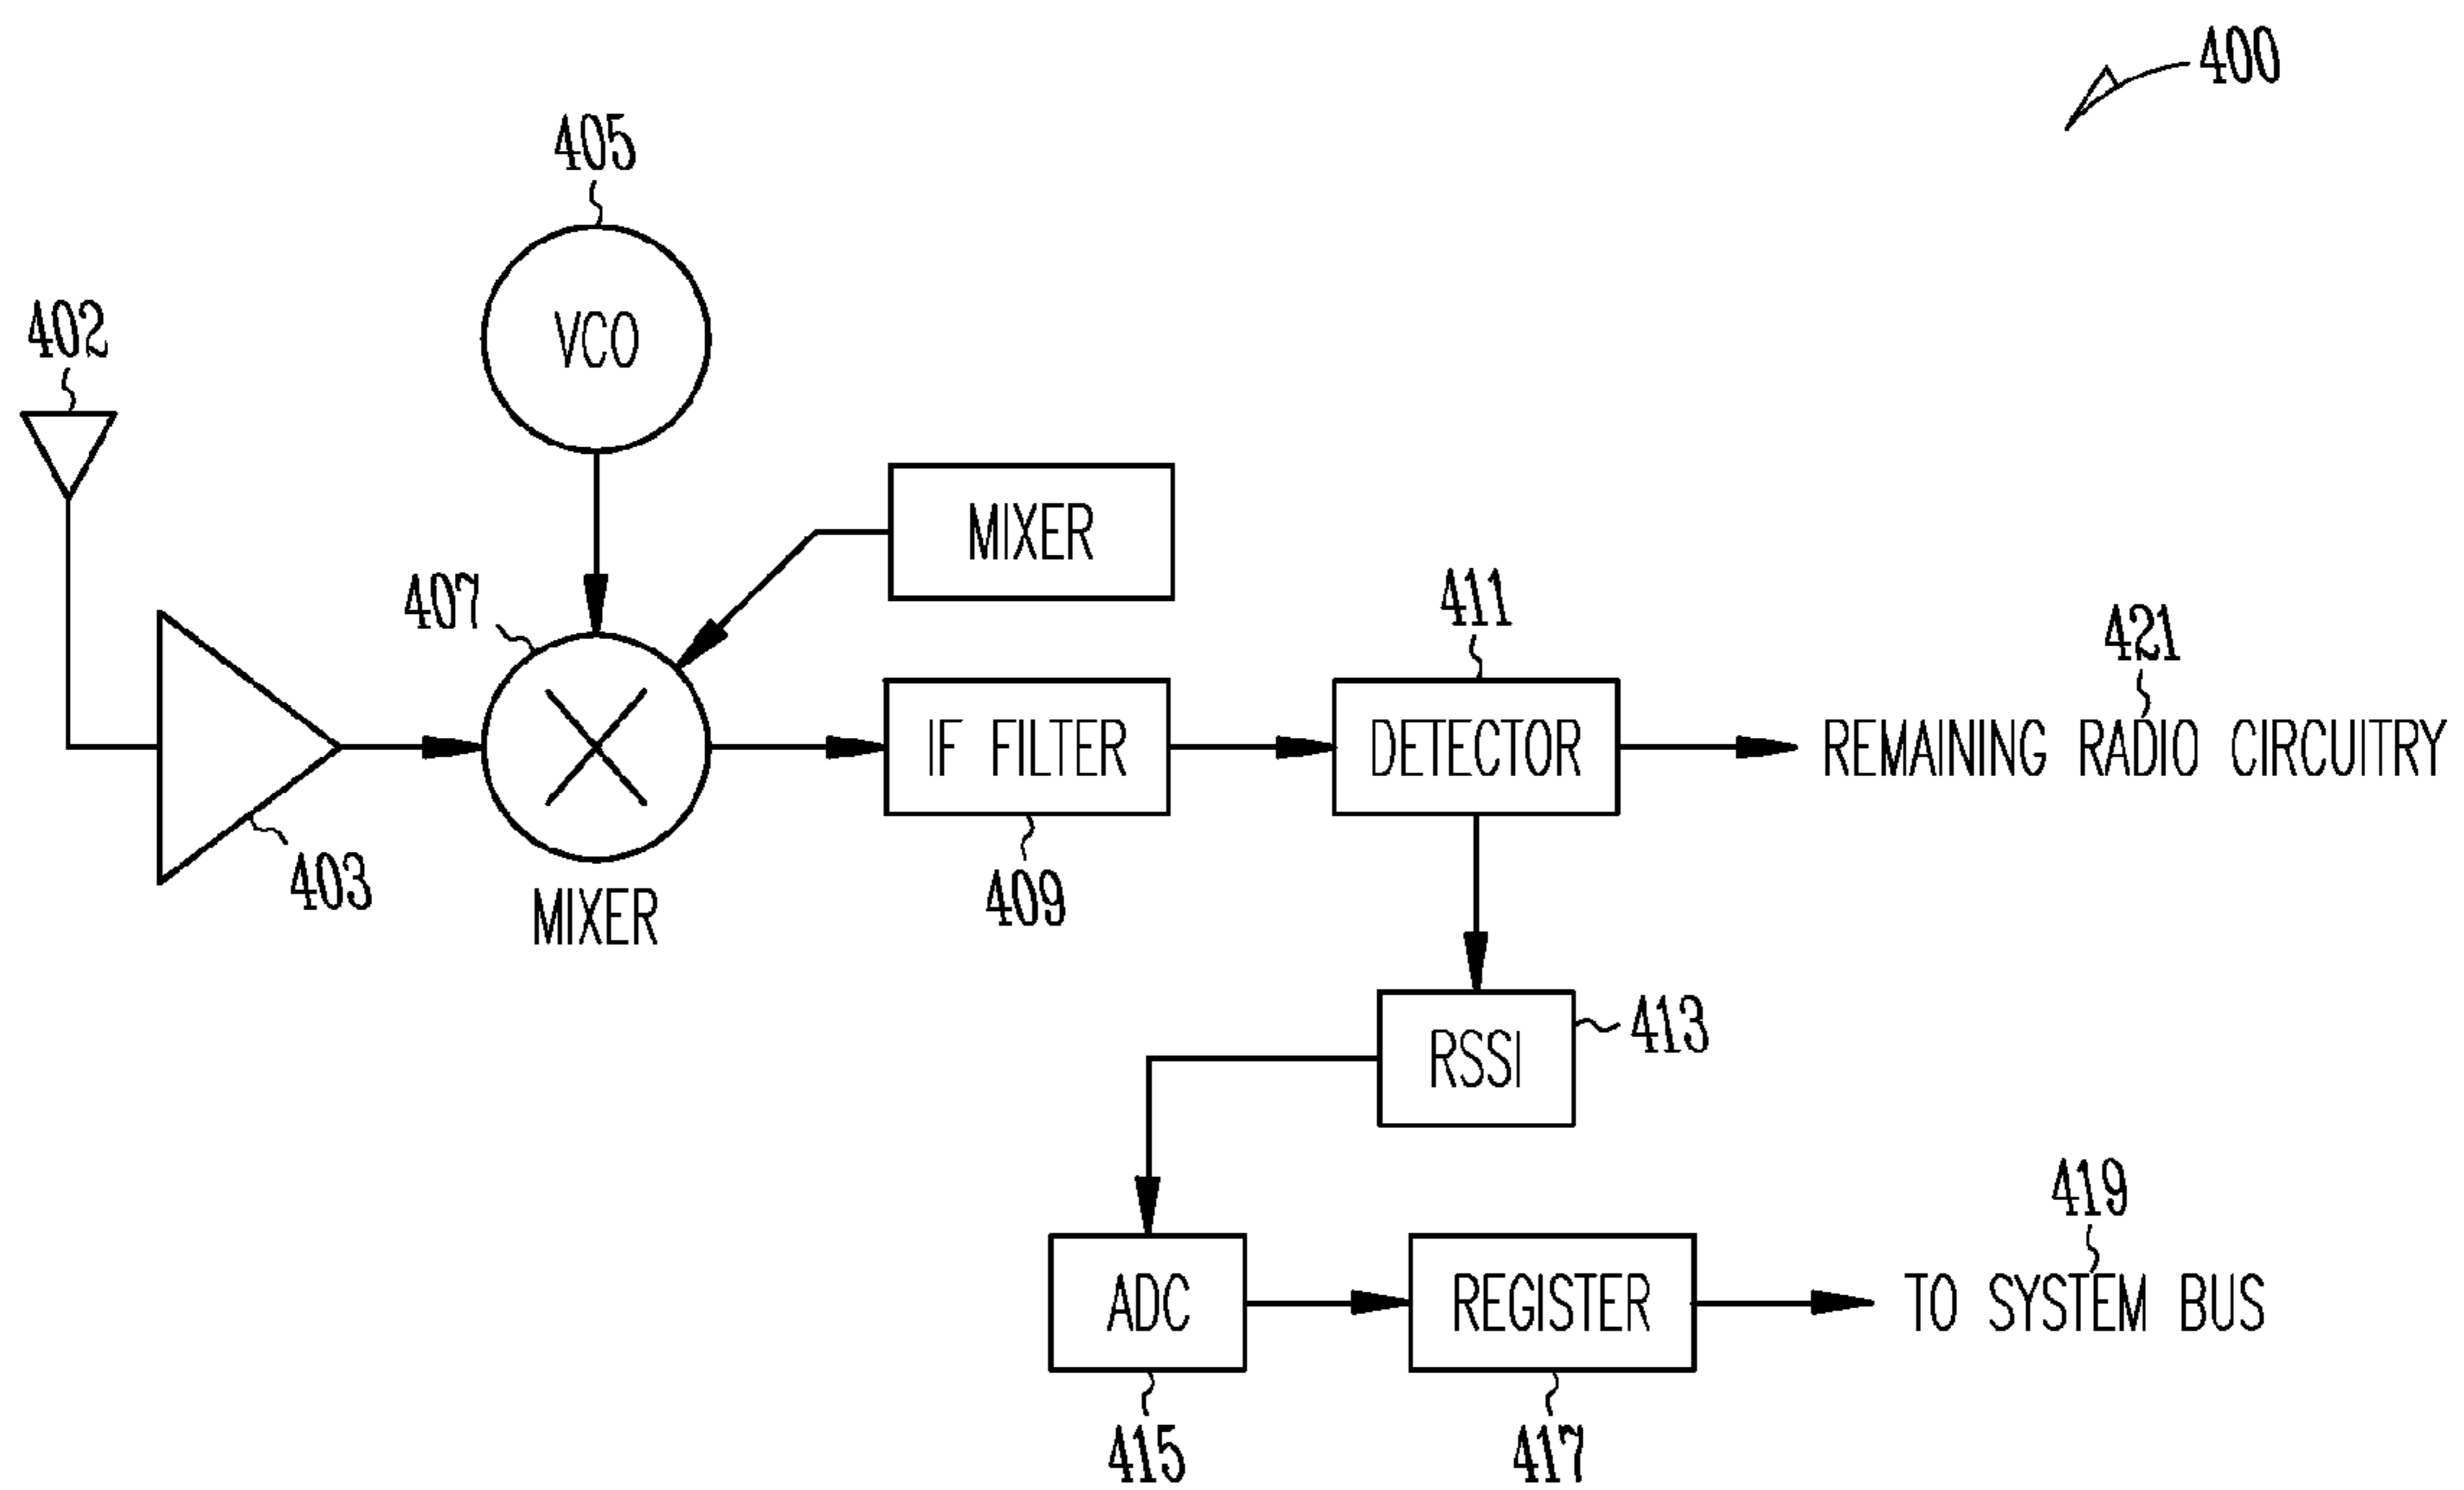 400
405
VCO
402
MIXER
407
411
421
IF FILTER
DETECTOR
REMAINING RADIO CIRCUITRY
403
409
MIXER
RSSI
413
419
ADC
REGISTER
TO SYSTEM BUS
415
417